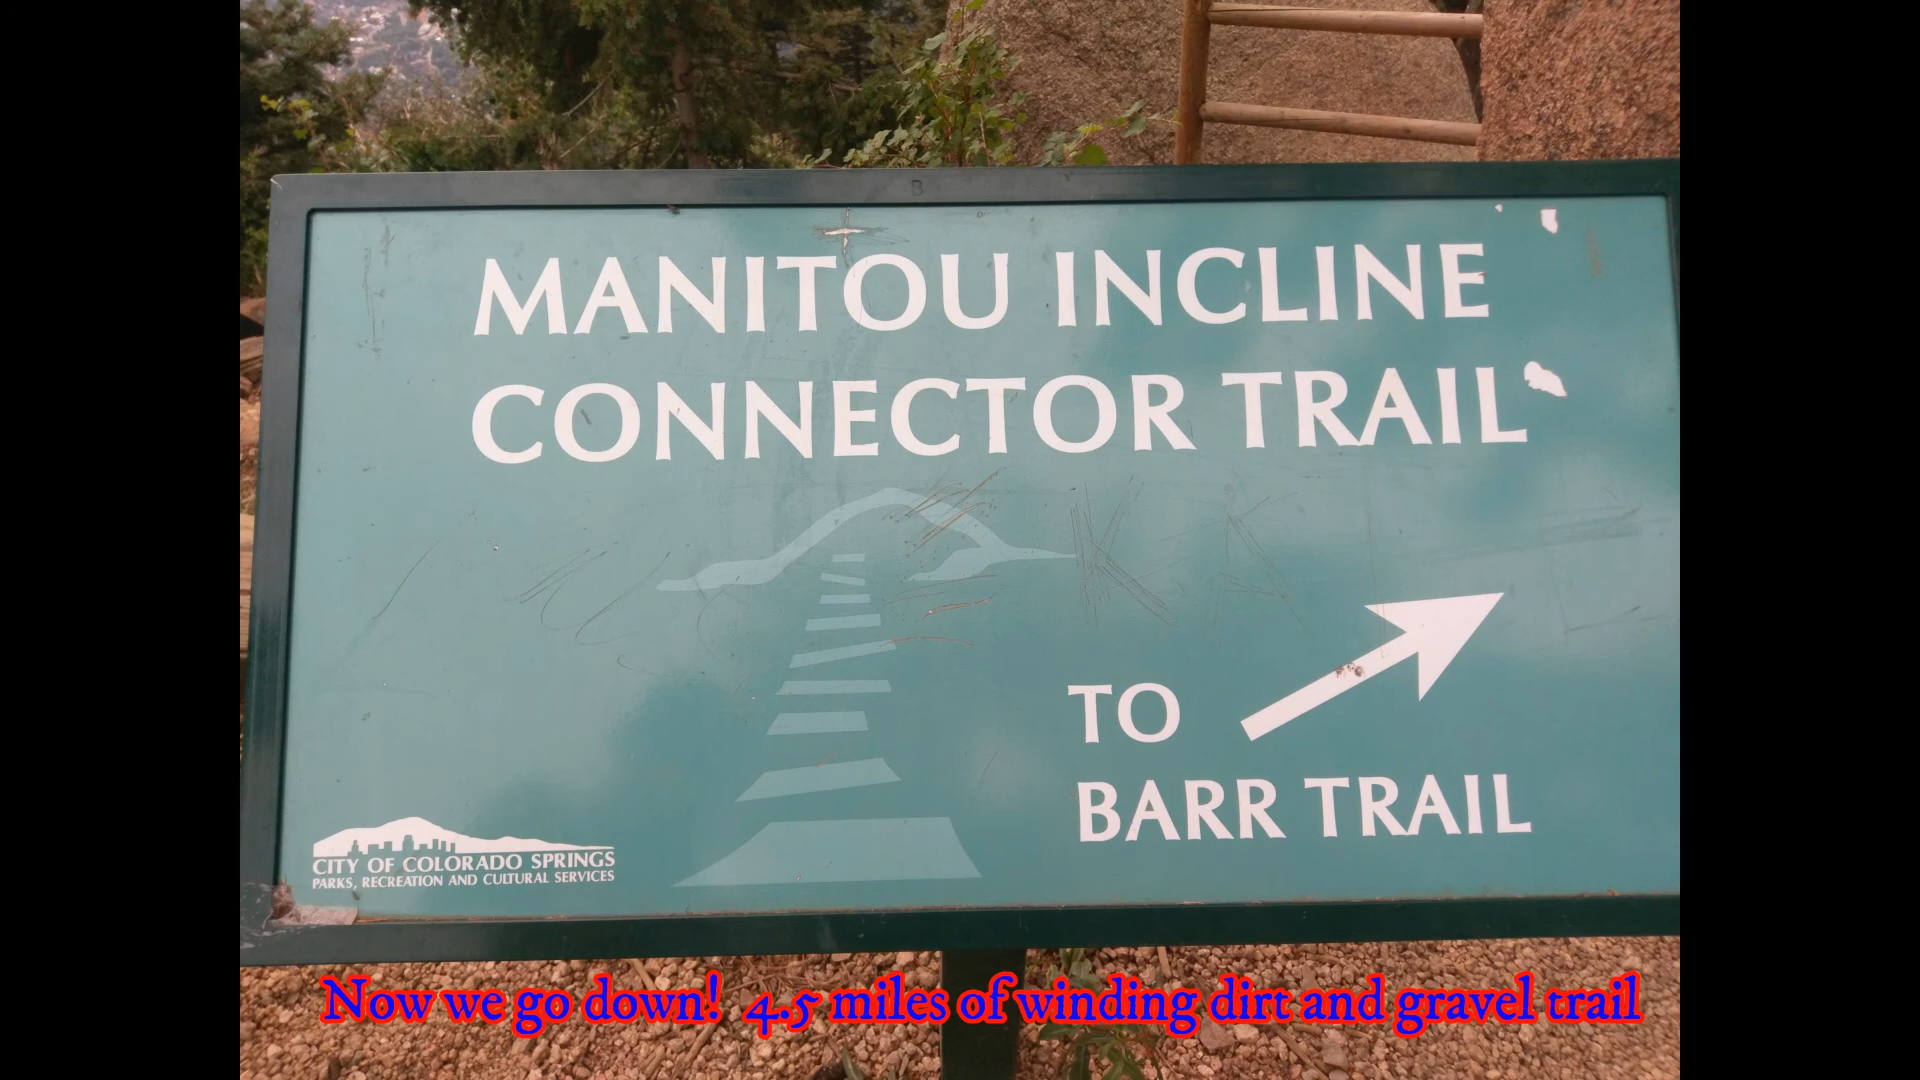 MANITOU INCLINE
CONNECTOR TRAIL
TO
BARR TRAIL
CITY OF COLORADO SPRINGS
PARKS, RECREATION AND CULTURAL SERVICES
Now we go down! 4.5 miles of winding dirt and gravel trail